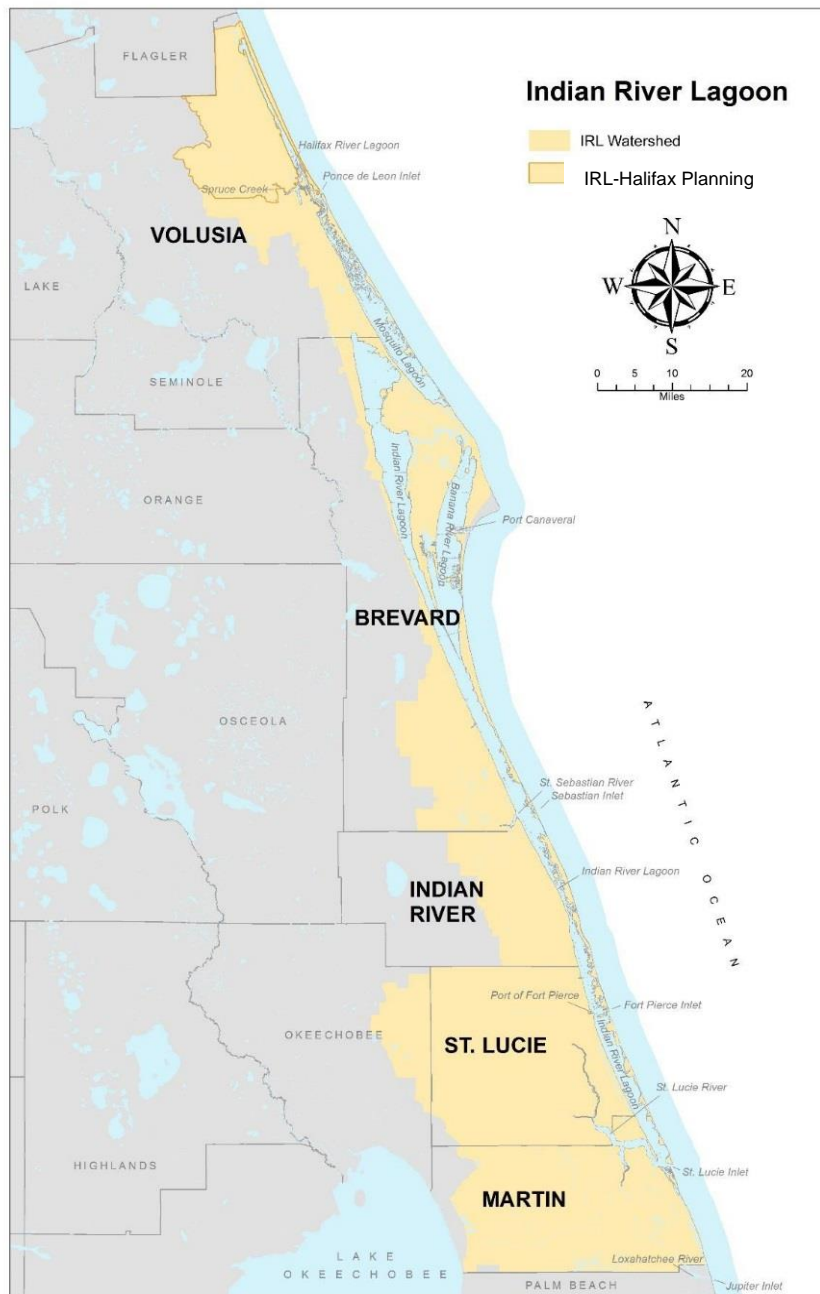 FLAGLER
Indian River Lagoon
IRL Watershed
IRL-Halifax Planning
Halifax River Lagoon
Ponce de Leon Inlet
Spruce Creek
VOLUSIA
N
W
E
S
LAKE
Mosquito Lagoon
0 5 10 20
Miles
SEMINOLE
ORANGE
Indian River Lagoon
Banana River Lagoon
Port Canaveral
BREVARD
OSCEOLA
ATLANTIC OCEAN
St. Sebastian River
Sebastian Inlet
POLK
Indian River Lagoon
INDIAN
RIVER
Port of Fort Pierce
Fort Pierce Inlet
OKEECHOBEE
ST. LUCIE
Indian River Lagoon
St. Lucie River
HIGHLANDS
St. Lucie Inlet
MARTIN
LAKE
OKEECHOBEE
Loxahatchee River
PALM BEACH
Jupiter Inlet